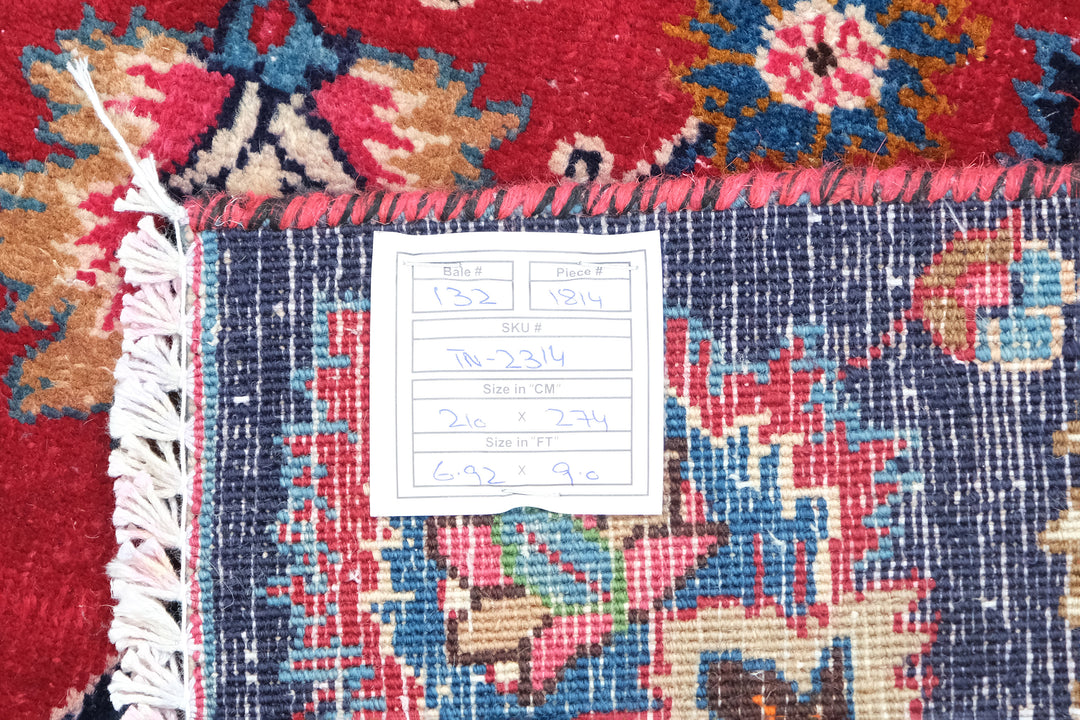 Bale # Piece #
132 1814
SKU #
TN-2314
Size in "CM"
210 x 274
Size in "FT"
6.92 x 9.0